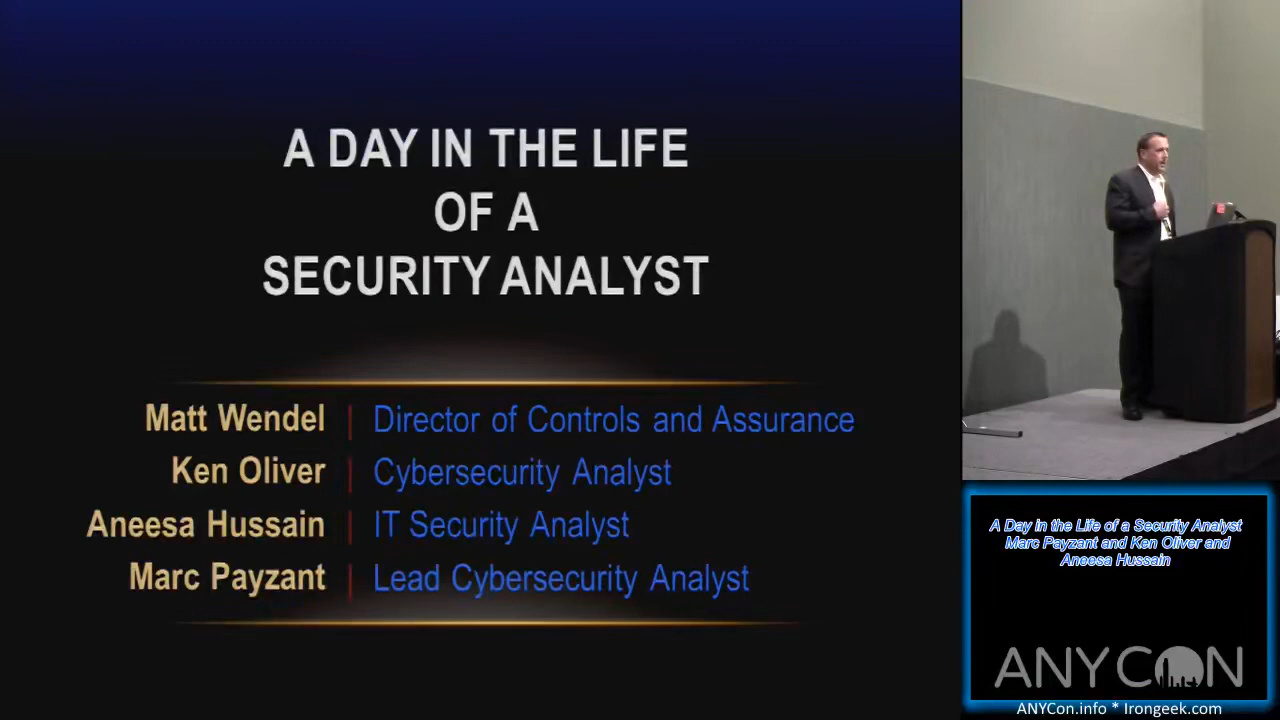 A DAY IN THE LIFE
OF A
SECURITY ANALYST
Matt Wendel | Director of Controls and Assurance
Ken Oliver | Cybersecurity Analyst
Aneesa Hussain | IT Security Analyst
Marc Payzant | Lead Cybersecurity Analyst
A Day in the Life of a Security Analyst
Marc Payzant and Ken Oliver and
Aneesa Hussain
ANYCON
ANYCon.info * Irongeek.com